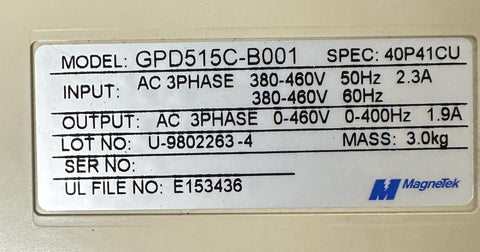 MODEL: GPD515C-B001 SPEC: 40P41CU
INPUT: AC 3PHASE 380-460V 50Hz 2.3A
380-460V 60Hz
OUTPUT: AC 3PHASE 0-460V 0-400Hz 1.9A
LOT NO: U-9802263-4 MASS: 3.0kg
SER NO:
UL FILE NO: E153436
MagneTek